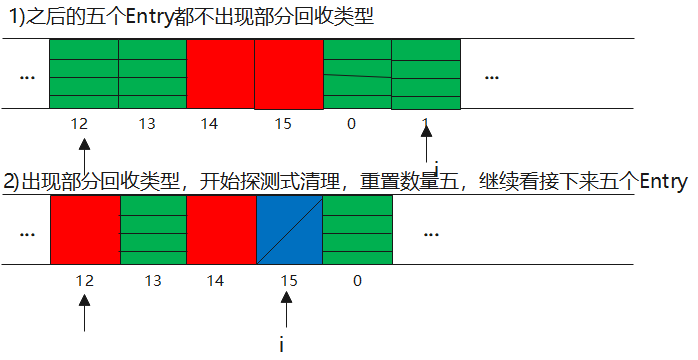 1)之后的五个Entry都不出现部分回收类型
... ...
12 13 14 15 0 1
i
2)出现部分回收类型，开始探测式清理，重置数量五，继续看接下来五个Entry
... ...
12 13 14 15 0
i